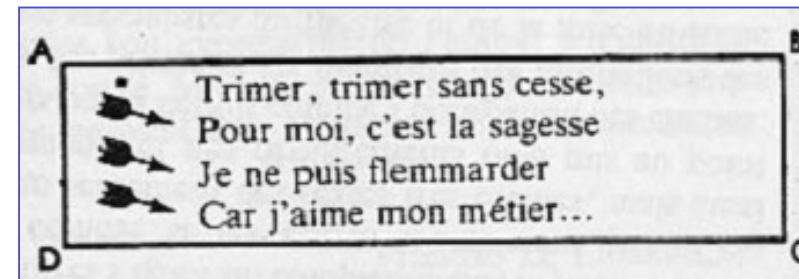 A B
Trimer, trimer sans cesse,
Pour moi, c'est la sagesse
Je ne puis flemmarder
Car j'aime mon métier...
D C